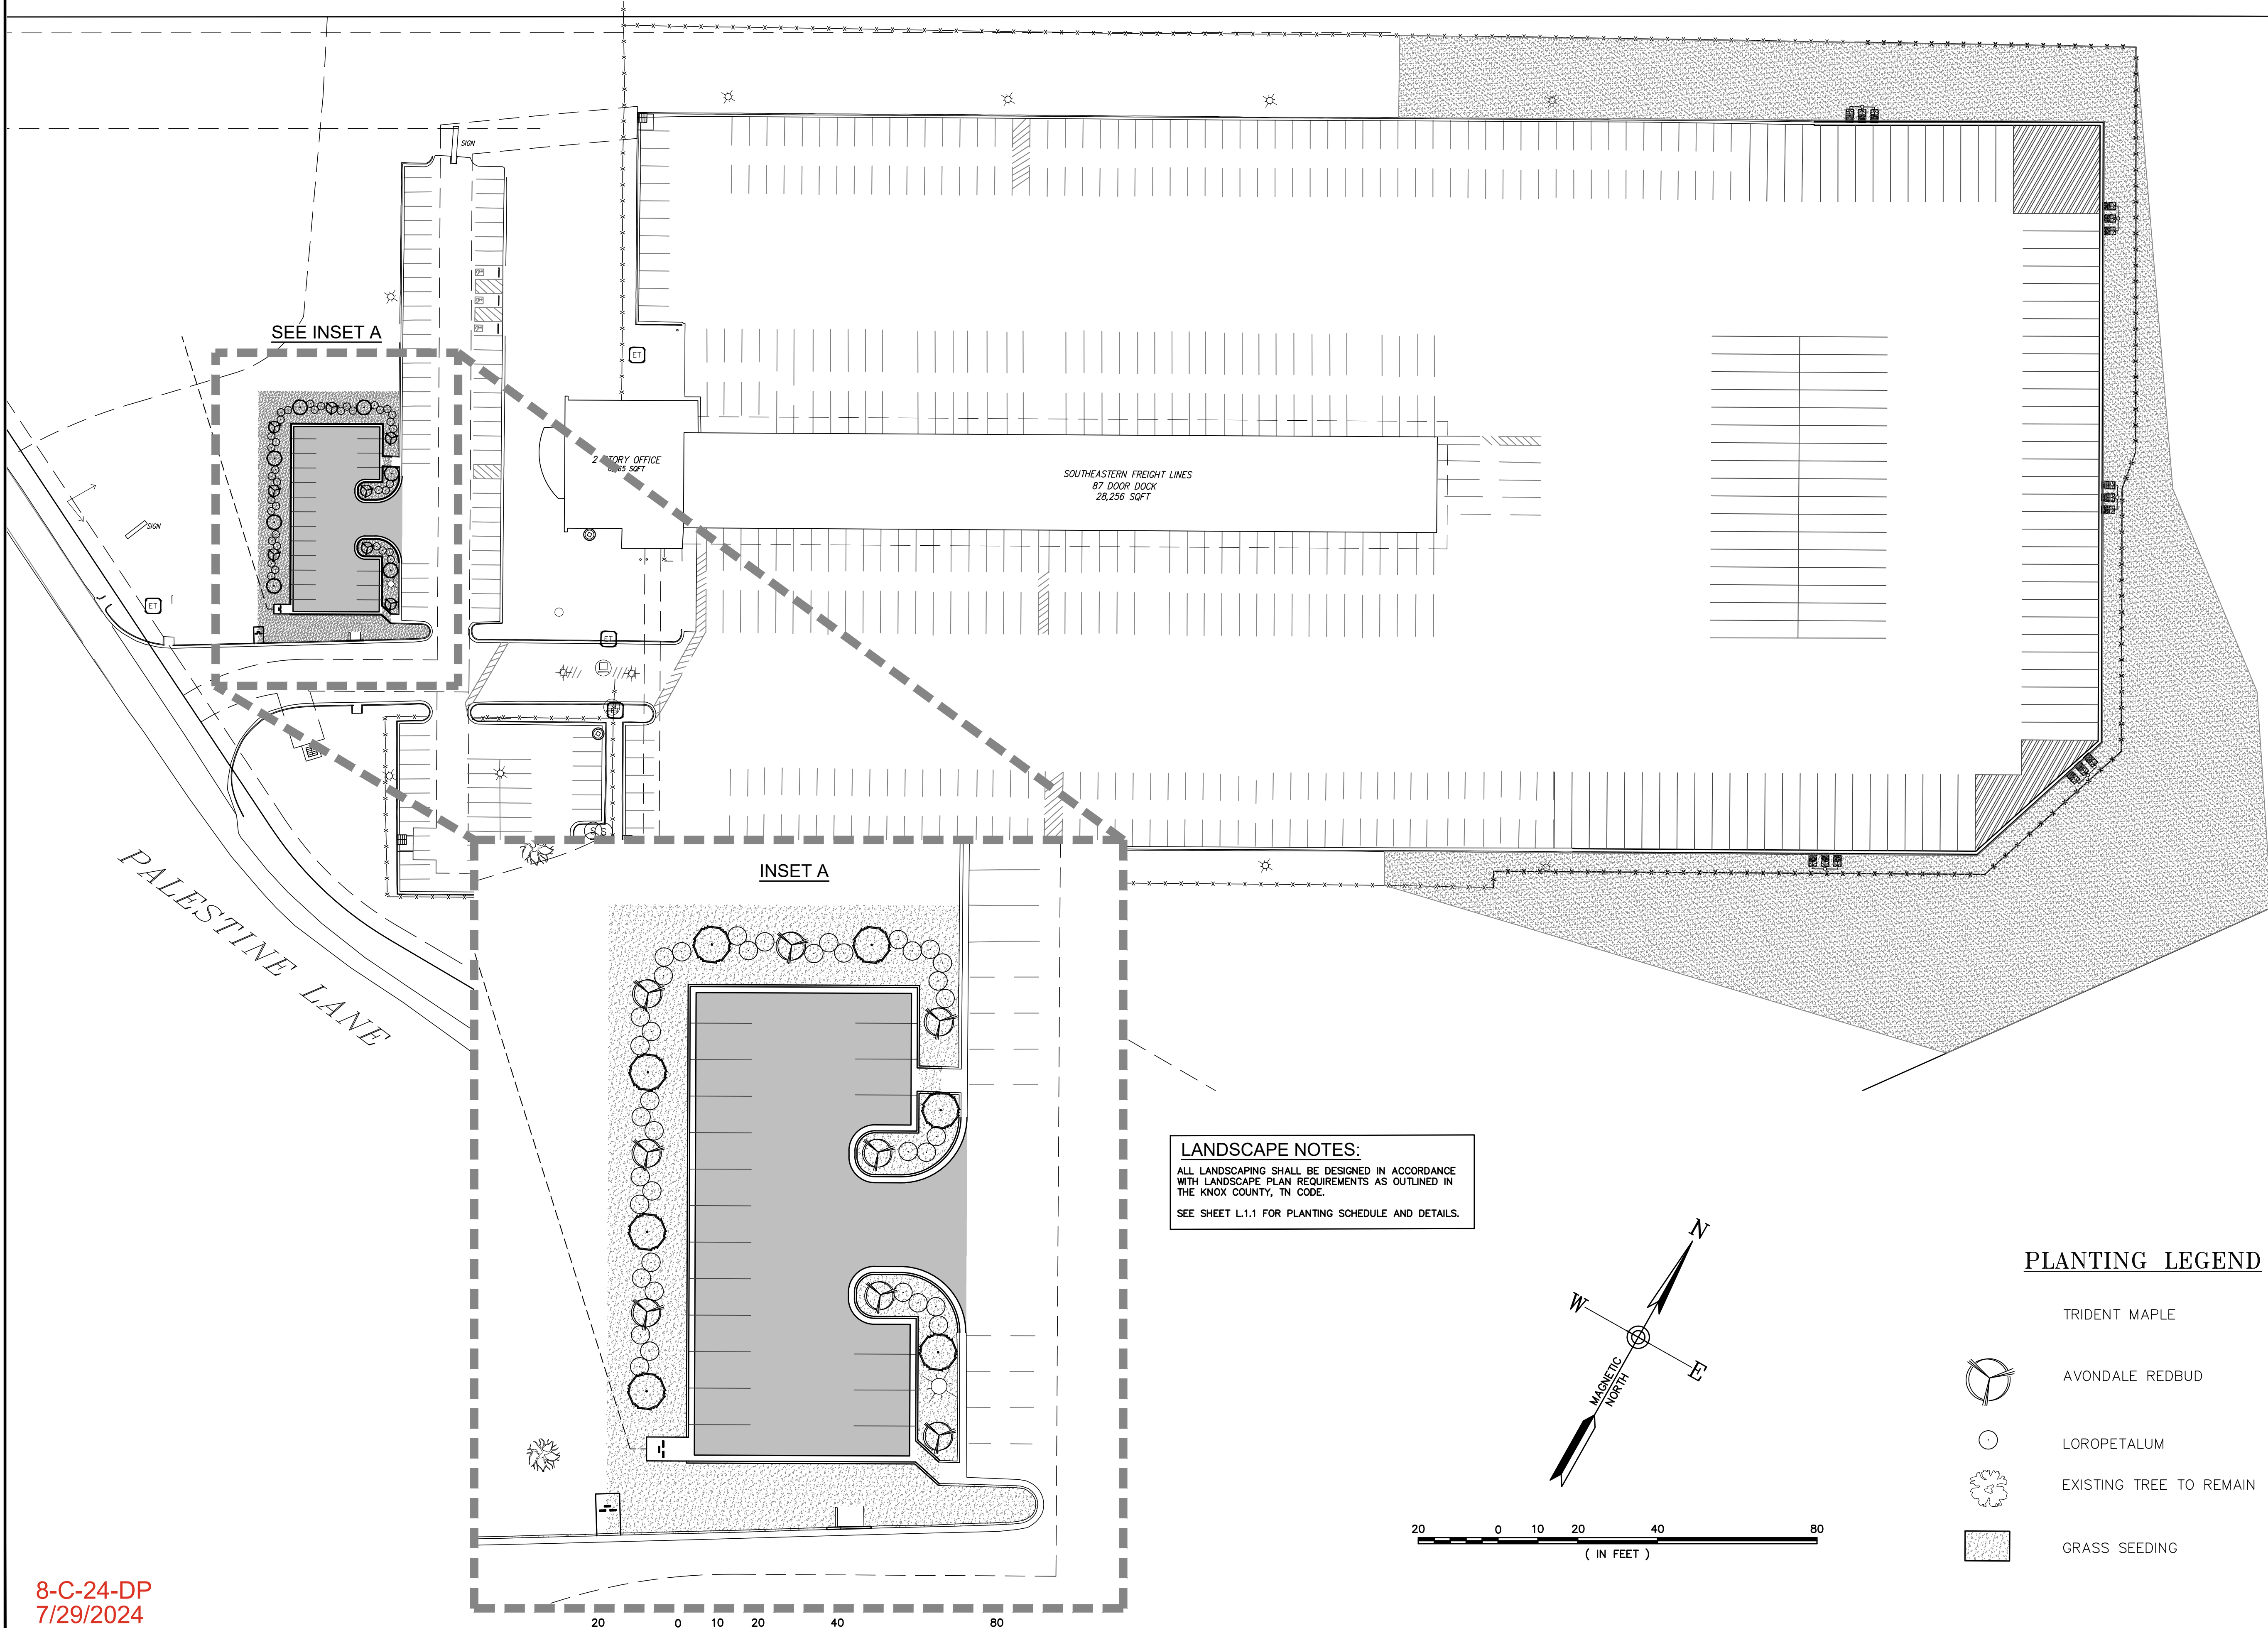 SIGN
SEE INSET A
ET
2 STORY OFFICE
SQFT
SOUTHEASTERN FREIGHT LINES
87 DOOR DOCK
28,256 SQFT
SIGN
ET
ET
PALESTINE LANE
INSET A
LANDSCAPE NOTES:
ALL LANDSCAPING SHALL BE DESIGNED IN ACCORDANCE
WITH LANDSCAPE PLAN REQUIREMENTS AS OUTLINED IN
THE KNOX COUNTY, TN CODE.
SEE SHEET L.1.1 FOR PLANTING SCHEDULE AND DETAILS.
N
W
E
MAGNETIC
NORTH
PLANTING LEGEND
TRIDENT MAPLE
AVONDALE REDBUD
LOROPETALUM
EXISTING TREE TO REMAIN
GRASS SEEDING
20 0 10 20 40 80
( IN FEET )
8-C-24-DP
7/29/2024
20 0 10 20 40 80